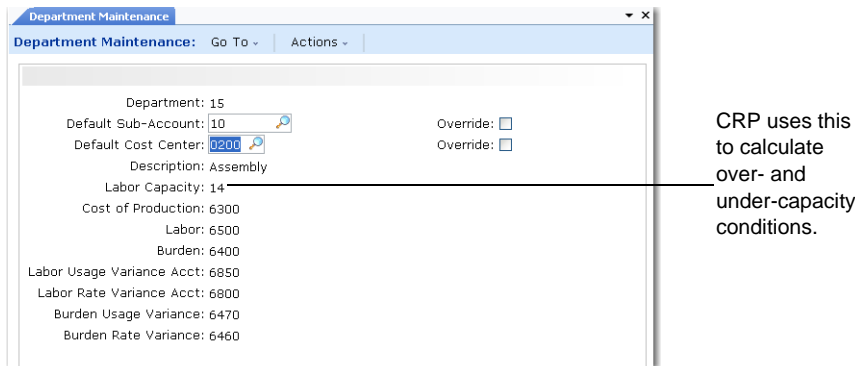 Department Maintenance
Department Maintenance: Go To Actions
Department: 15
Default Sub-Account: 10 Override:
Default Cost Center: 0200 Override:
Description: Assembly
Labor Capacity: 14
Cost of Production: 6300
Labor: 6500
Burden: 6400
Labor Usage Variance Acct: 6850
Labor Rate Variance Acct: 6800
Burden Usage Variance: 6470
Burden Rate Variance: 6460
CRP uses this
to calculate
over- and
under-capacity
conditions.